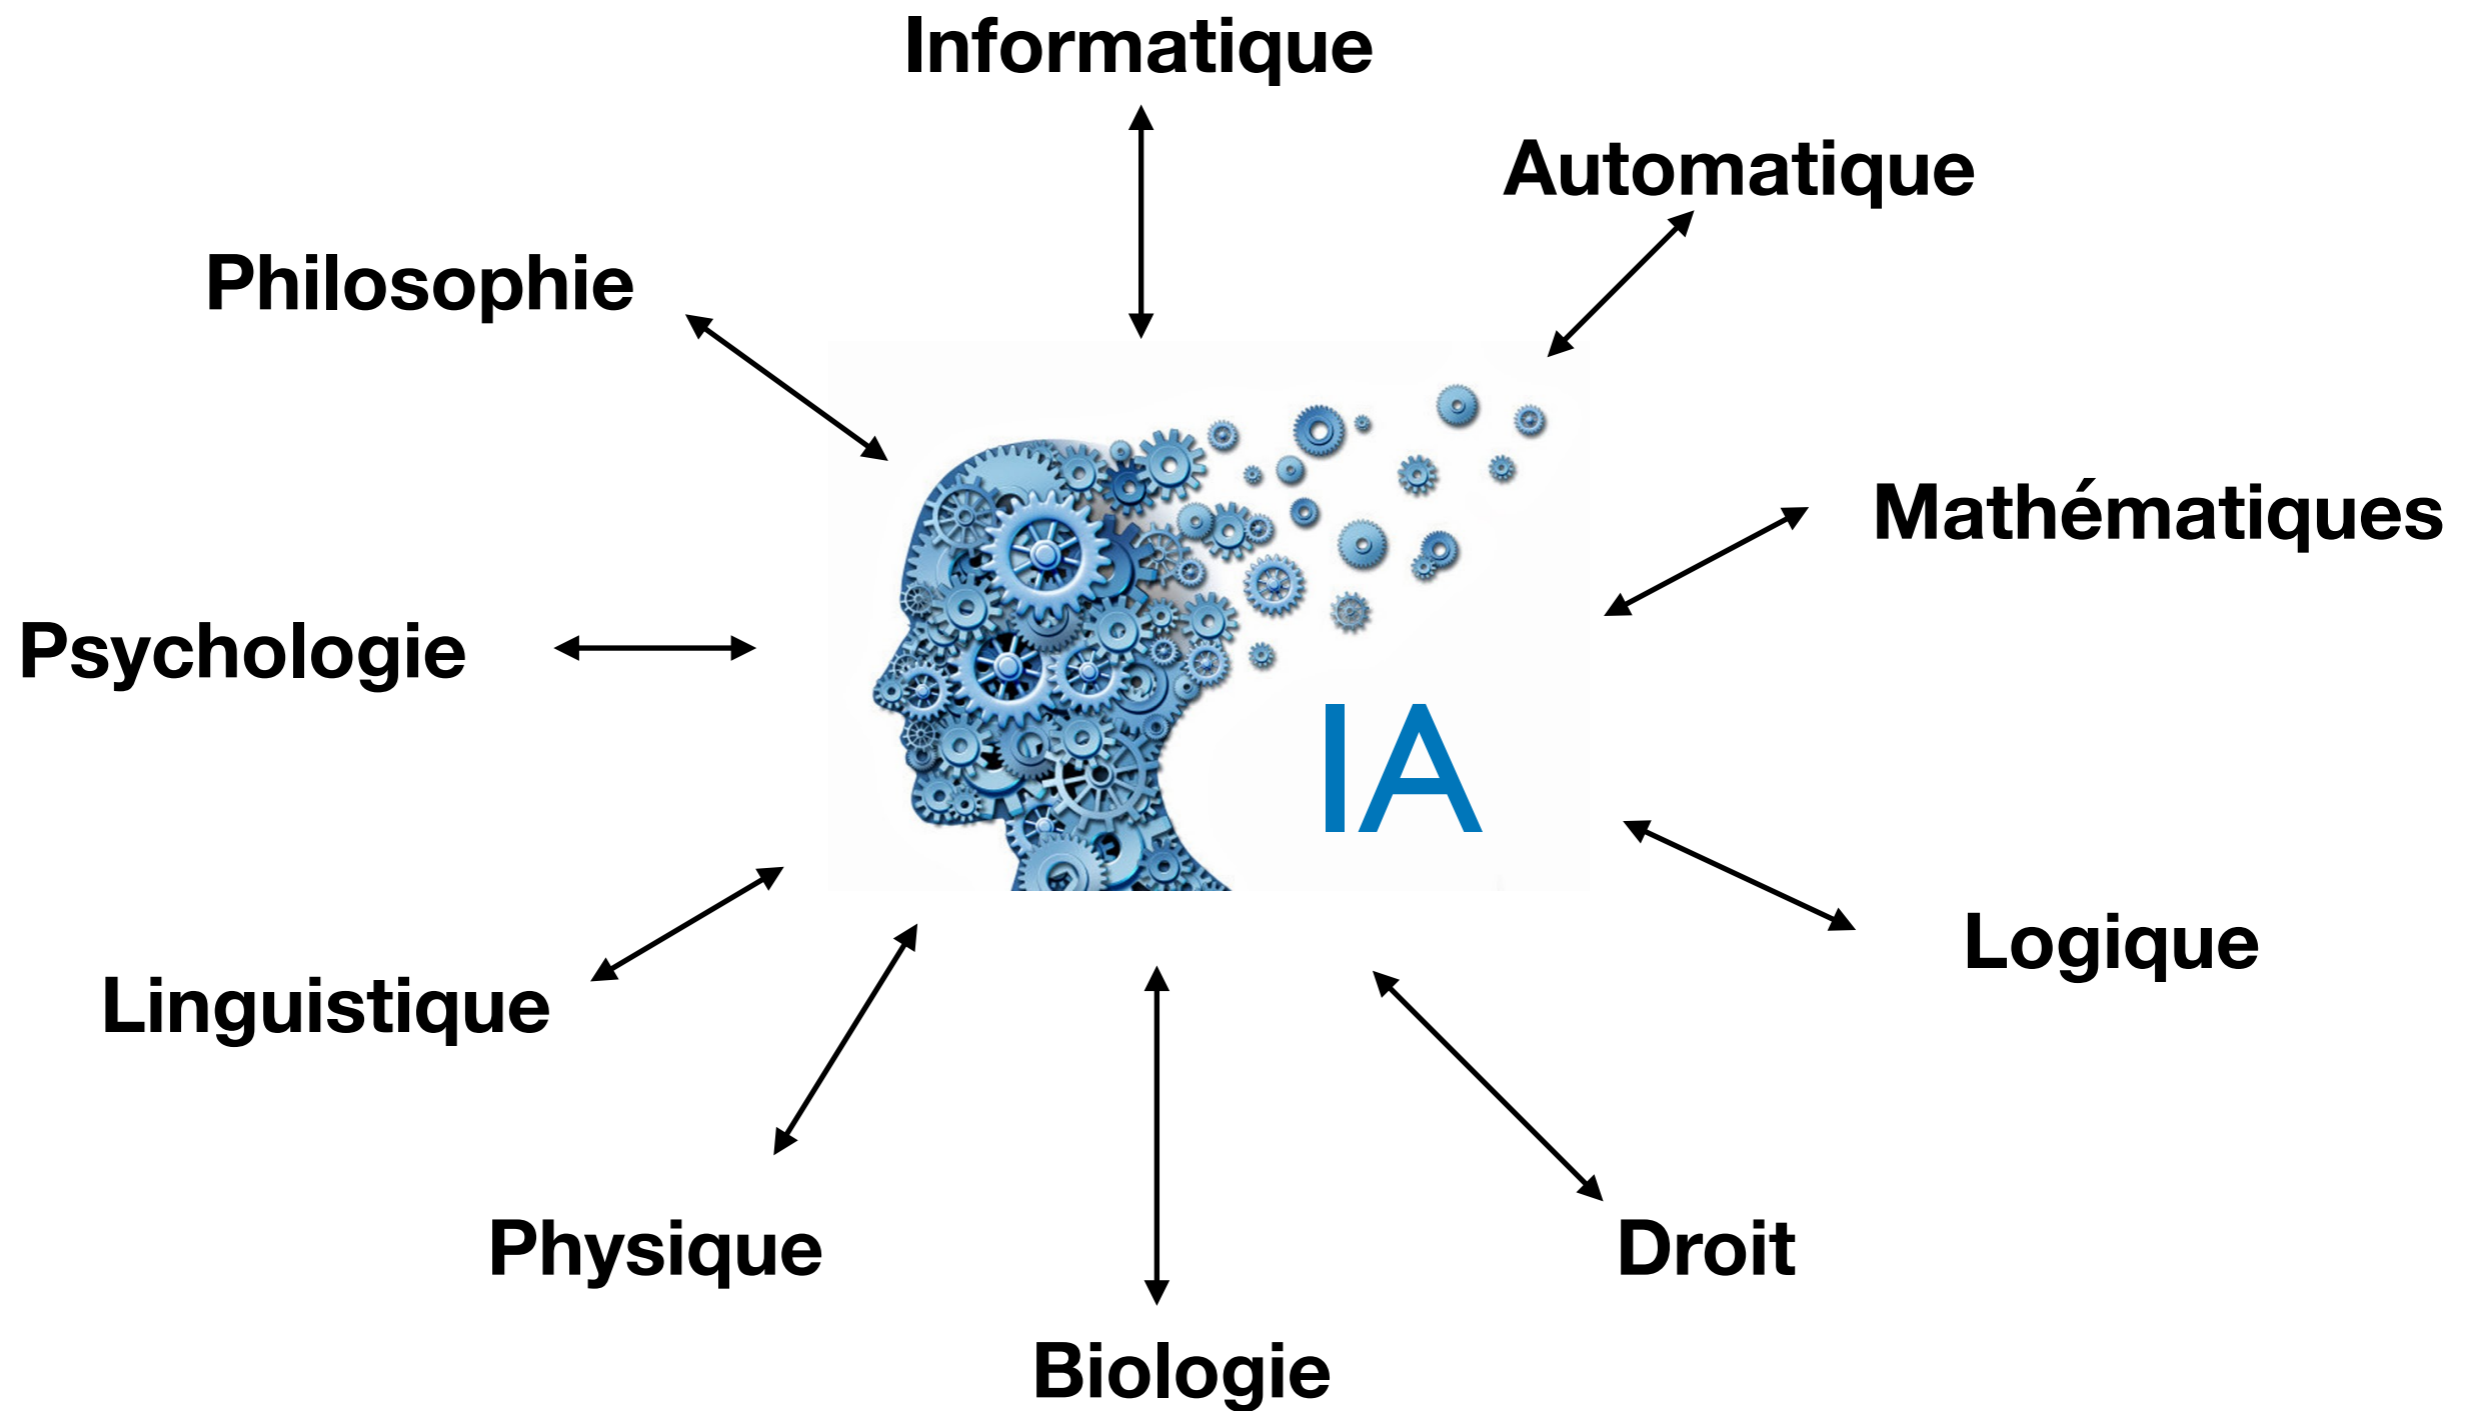 Informatique
Automatique
Philosophie
Mathématiques
Psychologie
IA
Logique
Linguistique
Physique
Droit
Biologie